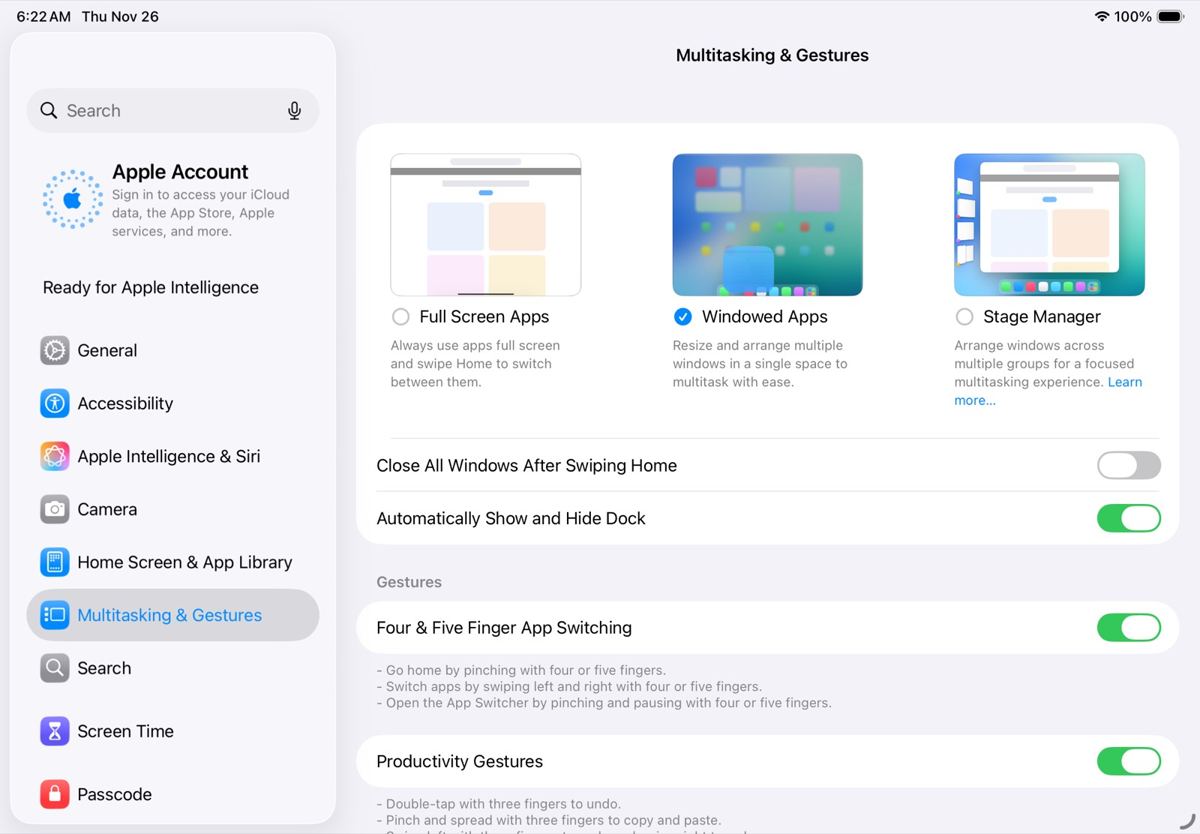 6:22 AM Thu Nov 26
100%
Search
Apple Account
Sign in to access your iCloud
data, the App Store, Apple
services, and more.
Ready for Apple Intelligence
General
Accessibility
Apple Intelligence & Siri
Camera
Home Screen & App Library
Multitasking & Gestures
Search
Screen Time
Passcode
Multitasking & Gestures
Full Screen Apps
Always use apps full screen
and swipe Home to switch
between them.
Windowed Apps
Resize and arrange multiple
windows in a single space to
multitask with ease.
Stage Manager
Arrange windows across
multiple groups for a focused
multitasking experience. Learn
more...
Close All Windows After Swiping Home
Automatically Show and Hide Dock
Gestures
Four & Five Finger App Switching
- Go home by pinching with four or five fingers.
- Switch apps by swiping left and right with four or five fingers.
- Open the App Switcher by pinching and pausing with four or five fingers.
Productivity Gestures
- Double-tap with three fingers to undo.
- Pinch and spread with three fingers to copy and paste.